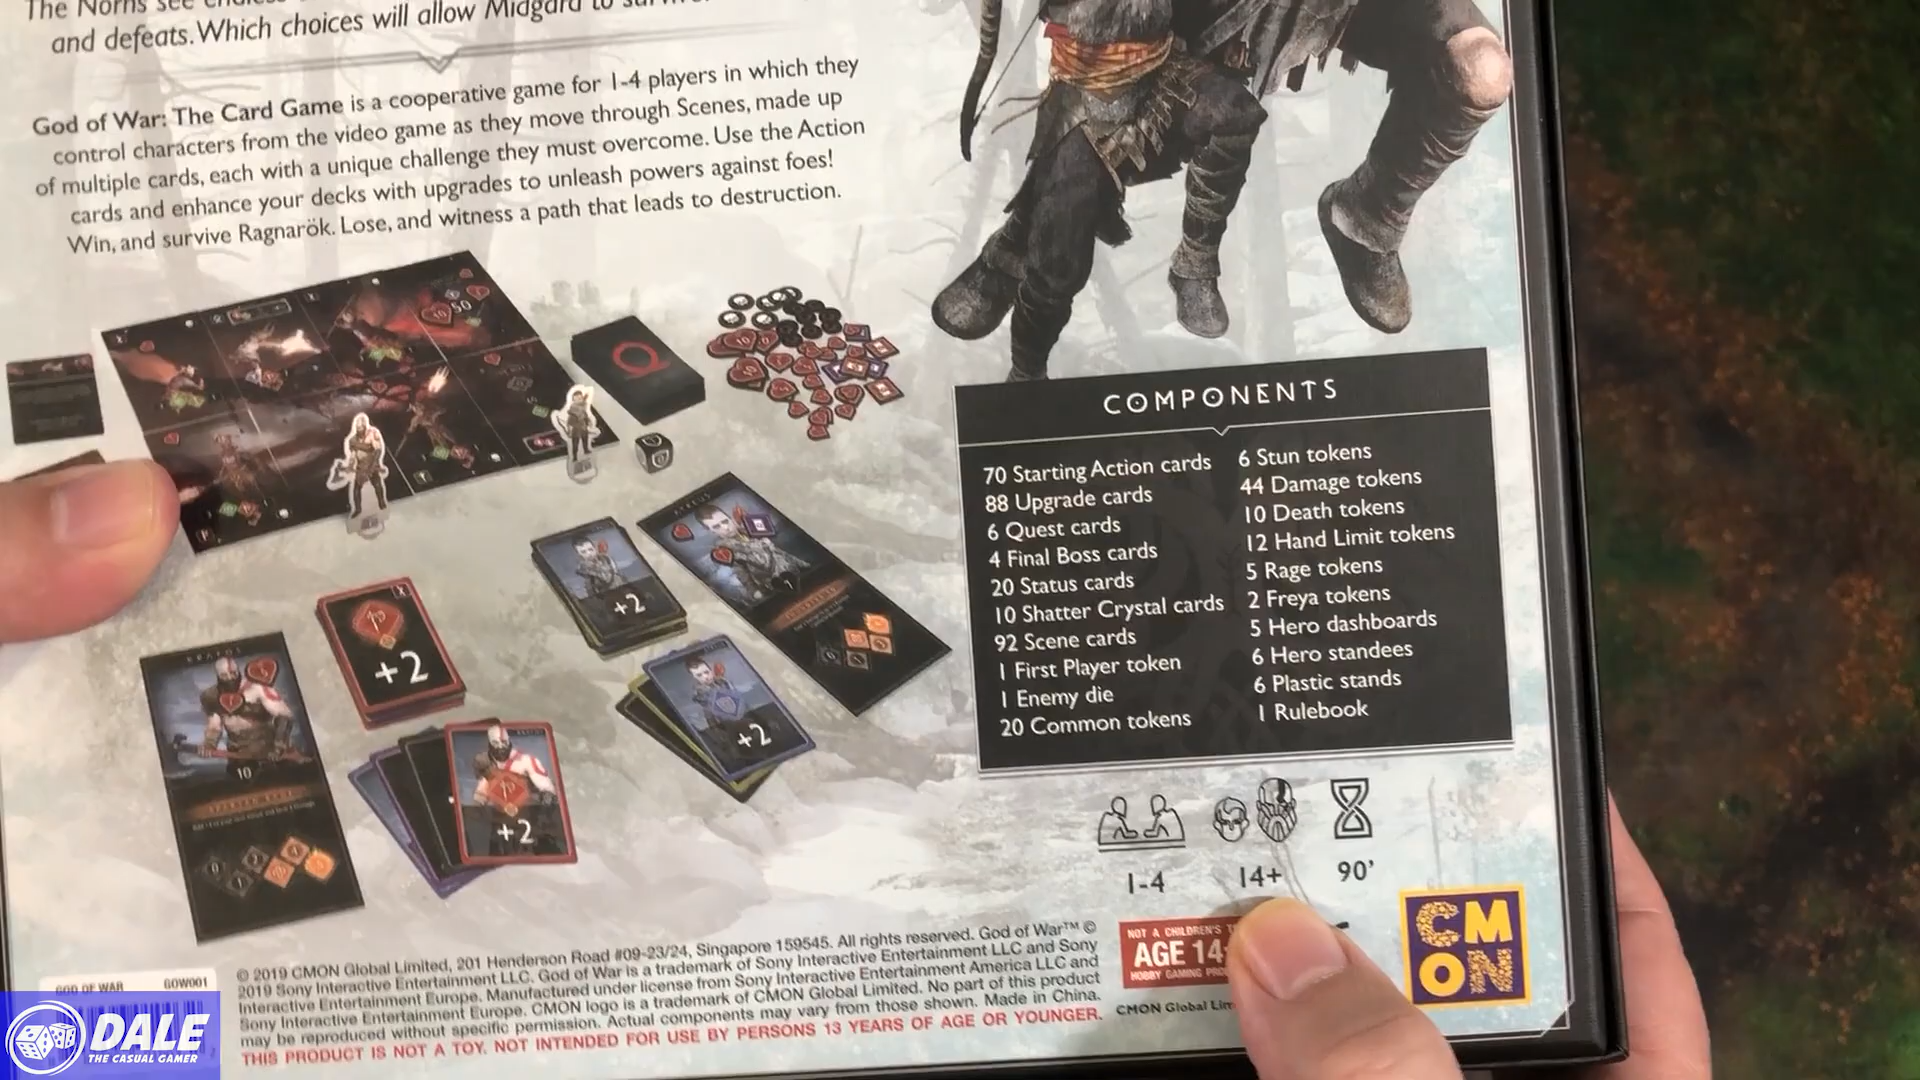 The Norns see
and defeats. Which choices will allow Midgard to
God of War: The Card Game is a cooperative game for 1-4 players in which they
control characters from the video game as they move through Scenes, made up
of multiple cards, each with a unique challenge they must overcome. Use the Action
cards and enhance your decks with upgrades to unleash powers against foes!
Win, and survive Ragnarök. Lose, and witness a path that leads to destruction.
COMPONENTS
70 Starting Action cards
88 Upgrade cards
6 Quest cards
4 Final Boss cards
20 Status cards
10 Shatter Crystal cards
92 Scene cards
1 First Player token
1 Enemy die
20 Common tokens
6 Stun tokens
44 Damage tokens
10 Death tokens
12 Hand Limit tokens
5 Rage tokens
2 Freya tokens
5 Hero dashboards
6 Hero standees
6 Plastic stands
1 Rulebook
10 50
+2
+2
+2
+2
KRATOS
10
ATREUS
1-4
14+
90'
NOT A CHILDREN'S
AGE 14
HOBBY GAMING
CMON Global
CMON
GOD OF WAR GOW001
© 2019 CMON Global Limited, 201 Henderson Road #09-23/24, Singapore 159545. All rights reserved. God of War™ ©
2019 Sony Interactive Entertainment LLC. God of War is a trademark of Sony Interactive Entertainment LLC and Sony
Interactive Entertainment Europe. Manufactured under license from Sony Interactive Entertainment America LLC and
Sony Interactive Entertainment Europe. CMON logo is a trademark of CMON Global Limited. No part of this product
may be reproduced without specific permission. Actual components may vary from those shown. Made in China.
THIS PRODUCT IS NOT A TOY. NOT INTENDED FOR USE BY PERSONS 13 YEARS OF AGE OR YOUNGER.
DALE
THE CASUAL GAMER